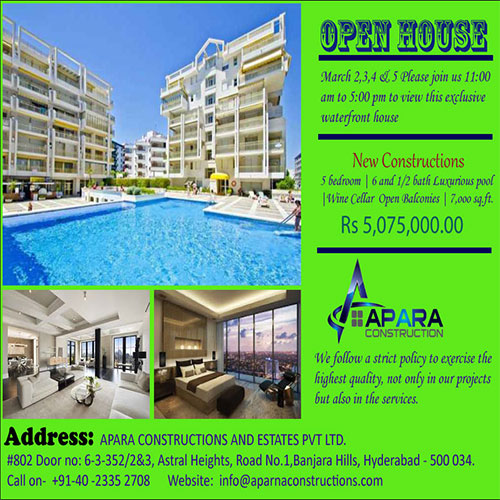 OPEN HOUSE
March 2,3,4 & 5 Please join us 11:00
am to 5:00 pm to view this exclusive
waterfront house
New Constructions
5 bedroom | 6 and 1/2 bath Luxurious pool
|Wine Cellar Open Balconies | 7,000 sq.ft.
Rs 5,075,000.00
APARA
CONSTRUCTION
We follow a strict policy to exercise the
highest quality, not only in our projects
but also in the services.
Address: APARA CONSTRUCTIONS AND ESTATES PVT LTD.
#802 Door no: 6-3-352/2&3, Astral Heights, Road No.1,Banjara Hills, Hyderabad - 500 034.
Call on- +91-40 -2335 2708 Website: info@aparnaconstructions.com